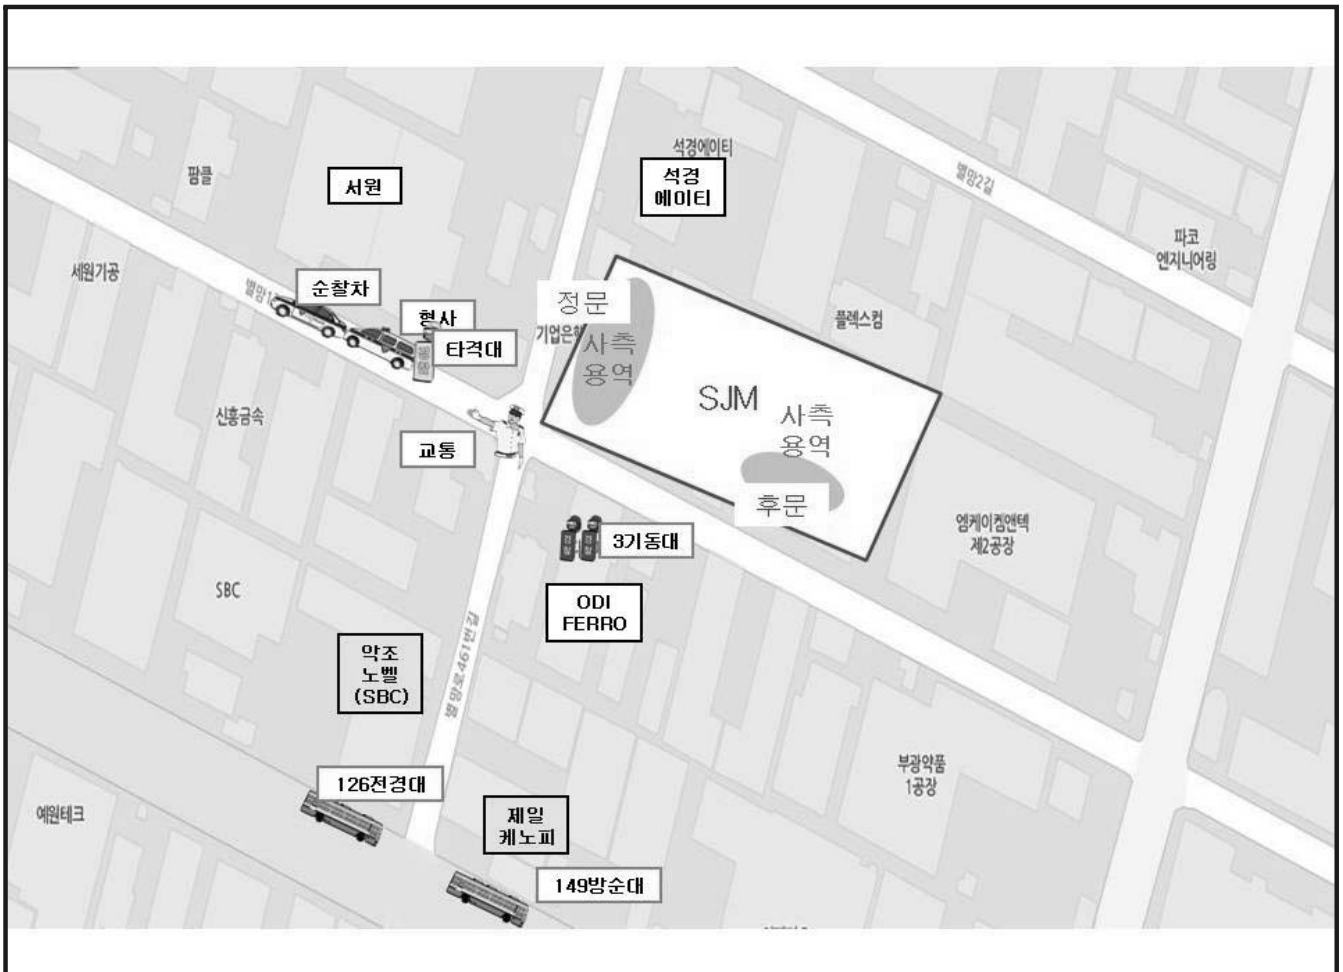 석경에이티
석경
에이티
별망2길
팜클
서원
파코
엔지니어링
세원기공
순찰차
별망1
정문
형사
타격대
기업은행
사측
용역
플렉스컴
SJM
사측
용역
신흥금속
교통
후문
엠케이켐앤텍
제2공장
3기동대
SBC
ODI
FERRO
악조
노벨
(SBC)
별망로461번길
126전경대
부광약품
1공장
예원테크
제일
케노피
149방순대